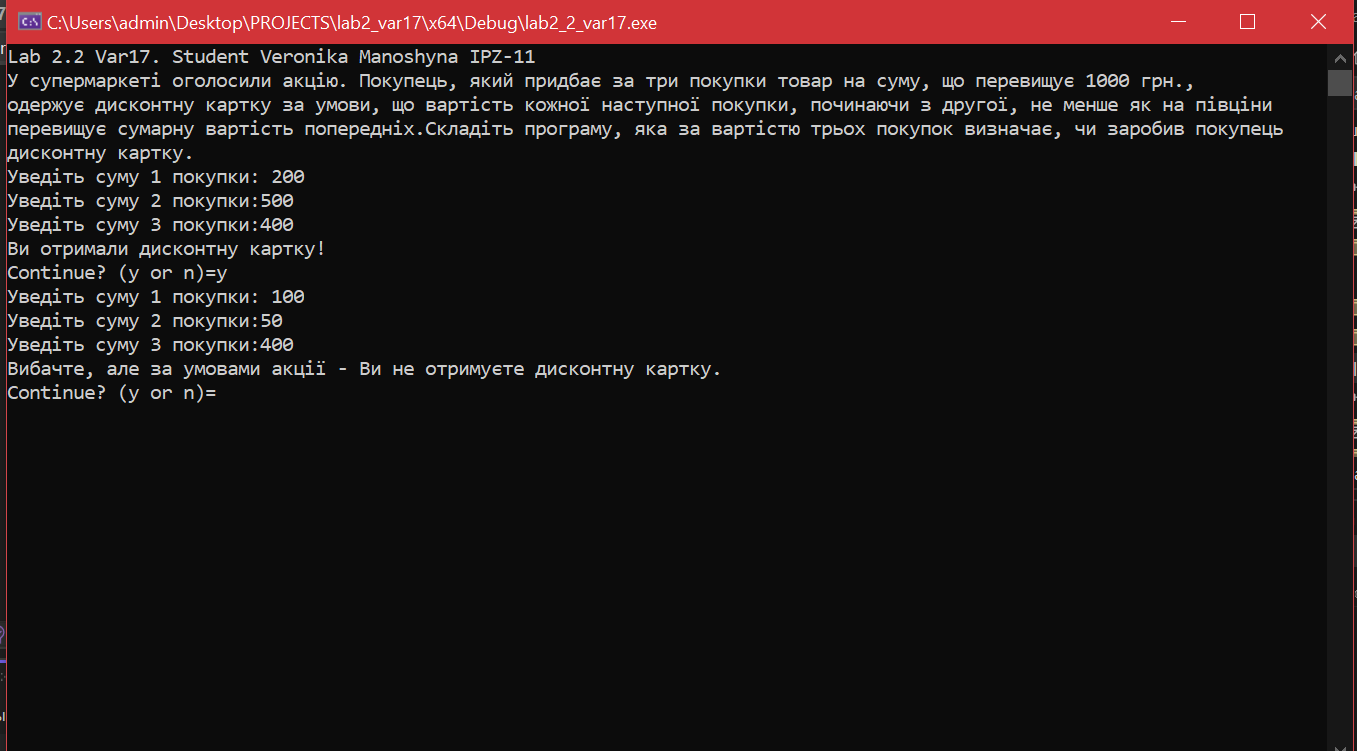 C:\Users\admin\Desktop\PROJECTS\lab2_var17\x64\Debug\lab2_2_var17.exe
Lab 2.2 Var17. Student Veronika Manoshyna IPZ-11
У супермаркеті оголосили акцію. Покупець, який придбає за три покупки товар на суму, що перевищує 1000 грн.,
одержує дисконтну картку за умови, що вартість кожної наступної покупки, починаючи з другої, не менше як на півціни
перевищує сумарну вартість попередніх.Складіть програму, яка за вартістю трьох покупок визначає, чи заробив покупець
дисконтну картку.
Уведіть суму 1 покупки: 200
Уведіть суму 2 покупки:500
Уведіть суму 3 покупки:400
Ви отримали дисконтну картку!
Continue? (y or n)=y
Уведіть суму 1 покупки: 100
Уведіть суму 2 покупки:50
Уведіть суму 3 покупки:400
Вибачте, але за умовами акції - Ви не отримуєте дисконтну картку.
Continue? (y or n)=